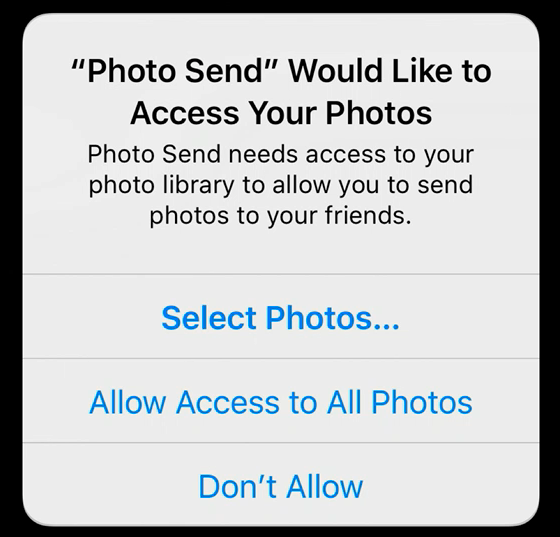 “Photo Send” Would Like to
Access Your Photos
Photo Send needs access to your
photo library to allow you to send
photos to your friends.
Select Photos...
Allow Access to All Photos
Don’t Allow